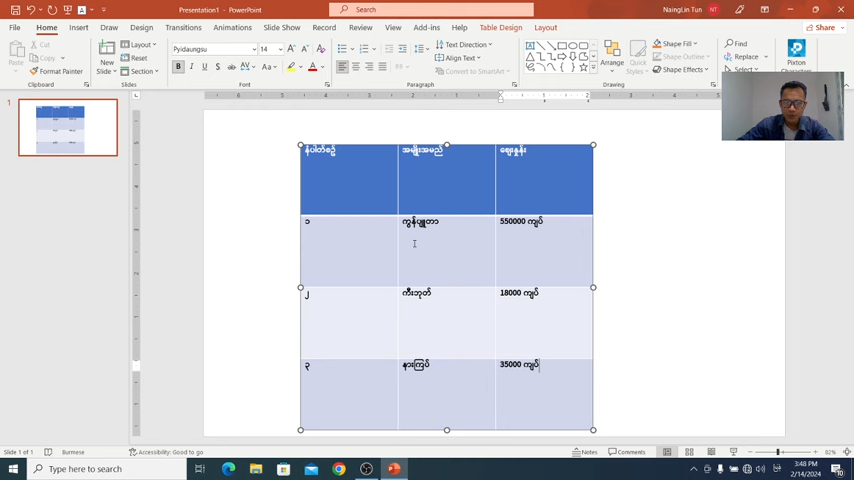 Presentation1 - PowerPoint
Search
NaingLin Tun
NT
File
Home
Insert
Draw
Design
Transitions
Animations
Slide Show
Record
Review
View
Add-ins
Help
Table Design
Layout
Share
Paste
Cut
Copy
Format Painter
Clipboard
New
Slide
Layout
Reset
Section
Slides
Pyidaungsu
14
Font
Text Direction
Align Text
Convert to SmartArt
Paragraph
Arrange
Quick
Styles
Shape Fill
Shape Outline
Shape Effects
Drawing
Find
Replace
Select
Pixton
1
နံပါတ်စဉ် အမျိုးအမည် ဈေးနှုန်း
၁ ကွန်ပျူတာ 550000 ကျပ်
၂ ကီးဘုတ် 18000 ကျပ်
၃ နားကြပ် 35000 ကျပ်
Slide 1 of 1
Burmese
Accessibility: Good to go
Notes
Comments
82%
Type here to search
3:48 PM
2/14/2024